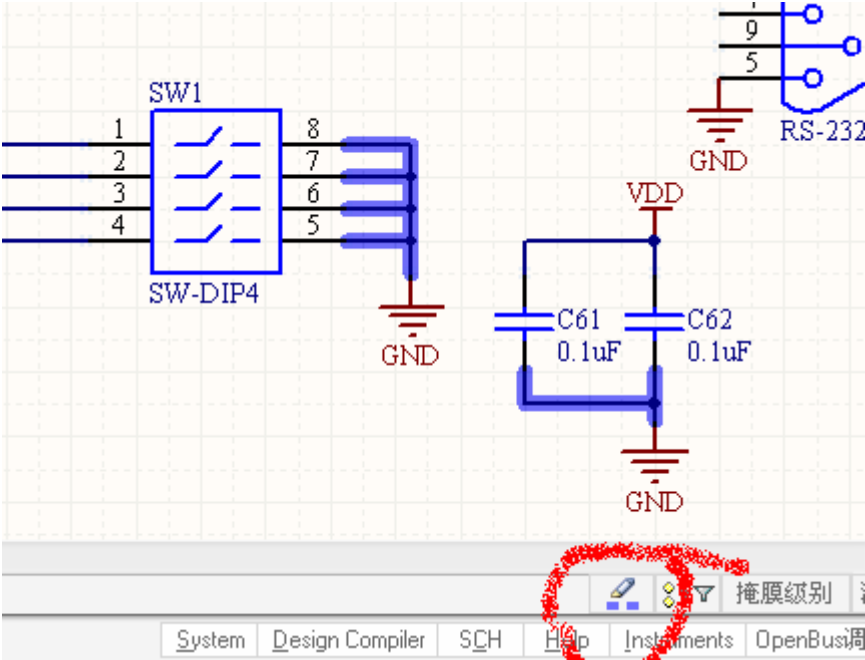 9
5
RS-232
GND
SW1
1
2
3
4
8
7
6
5
SW-DIP4
GND
VDD
C61
0.1uF
C62
0.1uF
GND
掩膜级别
System Design Compiler SCH Help Instruments OpenBus调